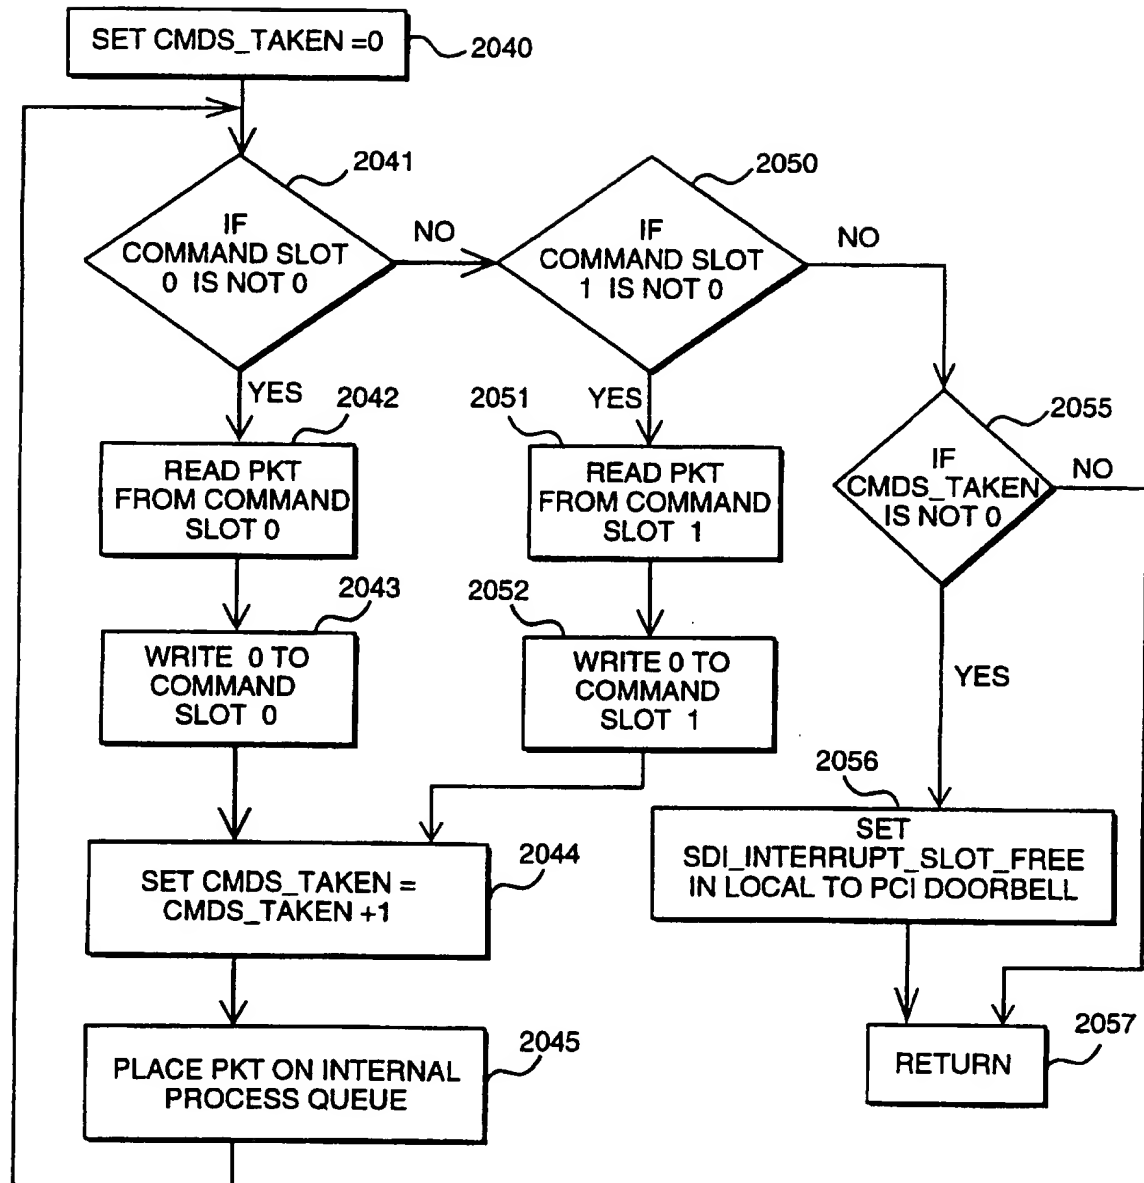 SET CMDS_TAKEN =0
2040
2041
IF
COMMAND SLOT
0 IS NOT 0
NO
2050
IF
COMMAND SLOT
1 IS NOT 0
NO
YES
2042
READ PKT
FROM COMMAND
SLOT 0
YES
2051
READ PKT
FROM COMMAND
SLOT 1
2055
IF
CMDS_TAKEN
IS NOT 0
NO
2043
WRITE 0 TO
COMMAND
SLOT 0
2052
WRITE 0 TO
COMMAND
SLOT 1
YES
2044
SET CMDS_TAKEN =
CMDS_TAKEN +1
2056
SET
SDI_INTERRUPT_SLOT_FREE
IN LOCAL TO PCI DOORBELL
2045
PLACE PKT ON INTERNAL
PROCESS QUEUE
2057
RETURN